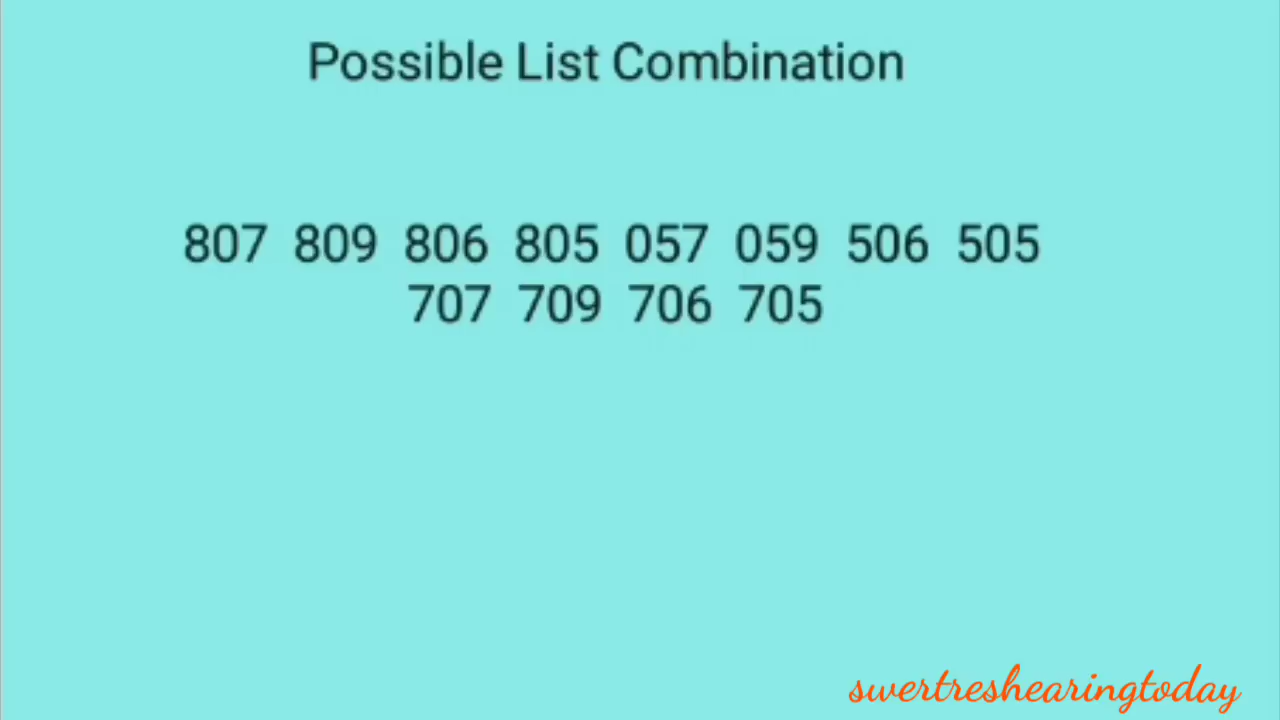 Possible List Combination
807 809 806 805 057 059 506 505
707 709 706 705
swertreshearingtoday